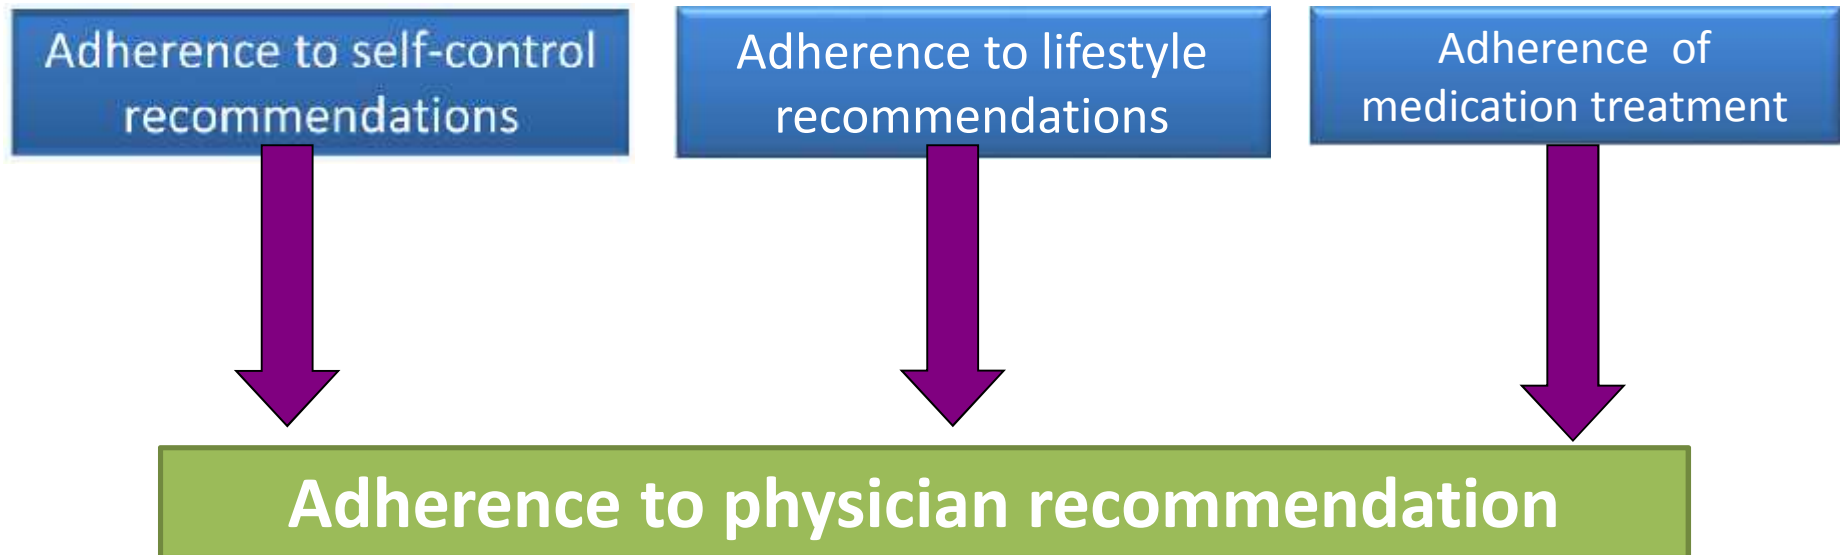 Adherence to self-control
recommendations
Adherence to lifestyle
recommendations
Adherence of
medication treatment
Adherence to physician recommendation